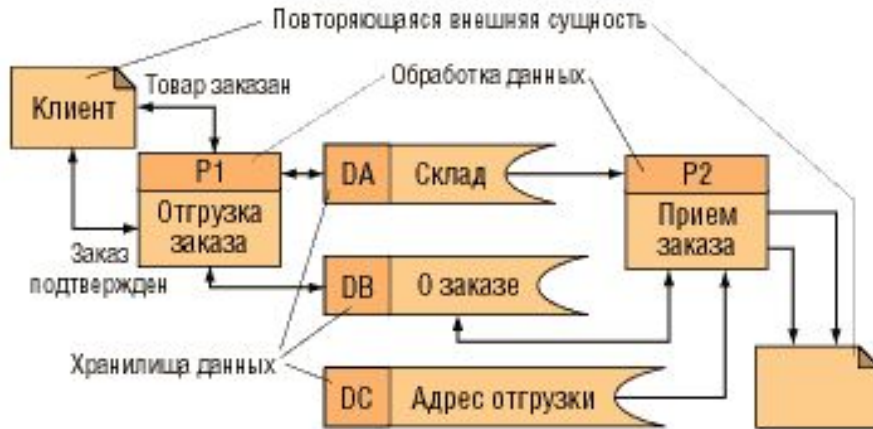 Повторяющаяся внешняя сущность
Товар заказан
Обработка данных
Клиент
P1
DA
Склад
P2
Отгрузка
заказа
Прием
заказа
Заказ
подтвержден
DB
О заказе
Хранилища данных
DC
Адрес отгрузки